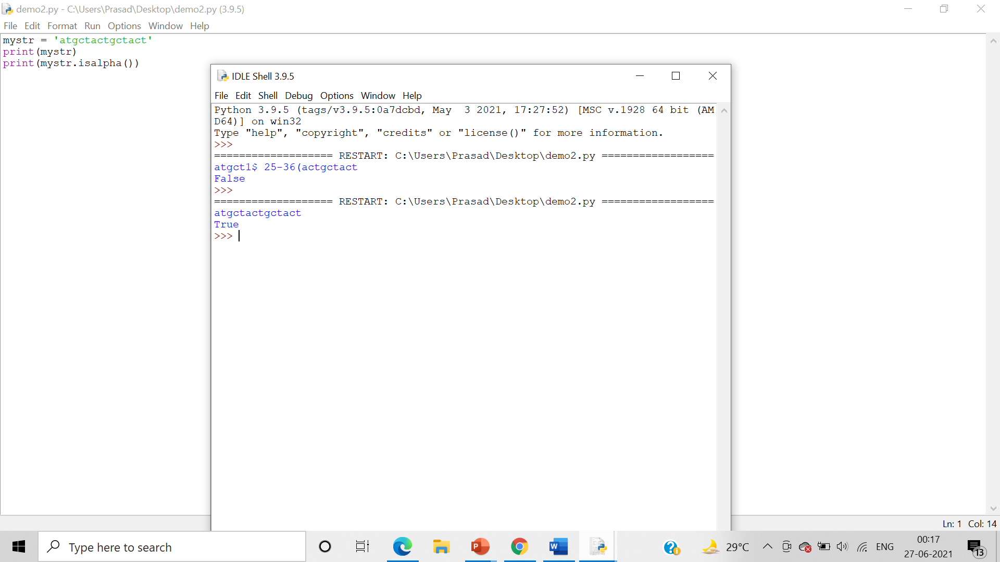 demo2.py - C:\Users\Prasad\Desktop\demo2.py (3.9.5)
File Edit Format Run Options Window Help
mystr = 'atgctactgctact'
print(mystr)
print(mystr.isalpha())
IDLE Shell 3.9.5
File Edit Shell Debug Options Window Help
Python 3.9.5 (tags/v3.9.5:0a7dcbd, May  3 2021, 17:27:52) [MSC v.1928 64 bit (AM
D64)] on win32
Type "help", "copyright", "credits" or "license()" for more information.
>>>
=================== RESTART: C:\Users\Prasad\Desktop\demo2.py ==================
atgct1$ 25-36(actgctact
False
>>>
=================== RESTART: C:\Users\Prasad\Desktop\demo2.py ==================
atgctactgctact
True
>>>
Ln: 1 Col: 14
Type here to search
29°C
ENG
00:17
27-06-2021
13